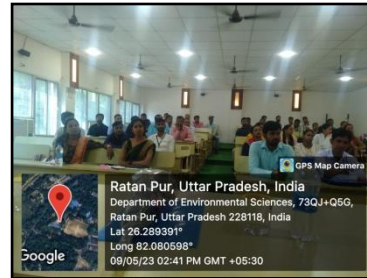 GPS Map Camera
Ratan Pur, Uttar Pradesh, India
Department of Environmental Sciences, 73QJ+Q5G,
Ratan Pur, Uttar Pradesh 228118, India
Lat 26.289391°
Long 82.080598°
09/05/23 02:41 PM GMT +05:30
Google